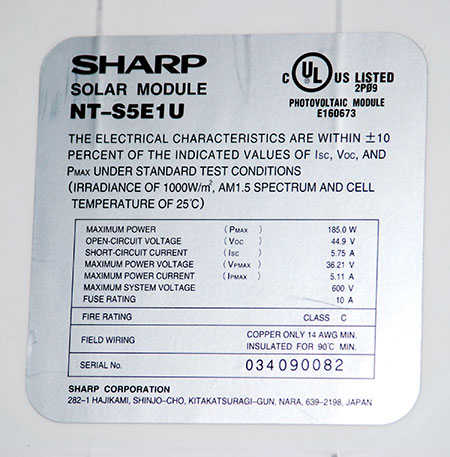 SHARP
SOLAR MODULE
NT-S5E1U
C UL US LISTED
2PØ9
PHOTOVOLTAIC MODULE
E160673
THE ELECTRICAL CHARACTERISTICS ARE WITHIN ±10
PERCENT OF THE INDICATED VALUES OF Isc, Voc, AND
PMAX UNDER STANDARD TEST CONDITIONS
(IRRADIANCE OF 1000W/m², AM1.5 SPECTRUM AND CELL
TEMPERATURE OF 25℃)
MAXIMUM POWER (PMAX) 185.0 W
OPEN-CIRCUIT VOLTAGE (Voc) 44.9 V
SHORT-CIRCUIT CURRENT (Isc) 5.75 A
MAXIMUM POWER VOLTAGE (VPMAX) 36.21 V
MAXIMUM POWER CURRENT (IPMAX) 5.11 A
MAXIMUM SYSTEM VOLTAGE 600 V
FUSE RATING 10 A
FIRE RATING CLASS C
FIELD WIRING COPPER ONLY 14 AWG MIN.
INSULATED FOR 90℃ MIN.
SERIAL No. 034090082
SHARP CORPORATION
282-1 HAJIKAMI, SHINJO-CHO, KITAKATSURAGI-GUN, NARA, 639-2198, JAPAN